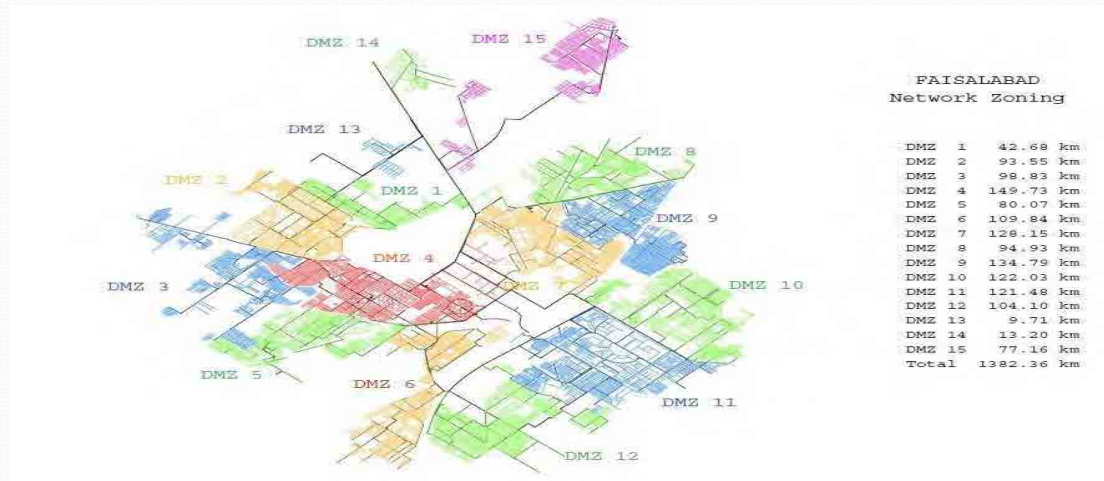 DMZ 15
DMZ 14
DMZ 13
DMZ 8
DMZ 2
DMZ 1
DMZ 9
DMZ 4
DMZ 3
DMZ 7
DMZ 10
DMZ 5
DMZ 6
DMZ 11
DMZ 12
FAISALABAD
Network Zoning
DMZ 1 42.68 km
DMZ 2 93.55 km
DMZ 3 98.83 km
DMZ 4 149.73 km
DMZ 5 80.07 km
DMZ 6 109.84 km
DMZ 7 128.15 km
DMZ 8 94.93 km
DMZ 9 134.79 km
DMZ 10 122.03 km
DMZ 11 121.48 km
DMZ 12 104.10 km
DMZ 13 9.71 km
DMZ 14 13.20 km
DMZ 15 77.16 km
Total 1382.36 km